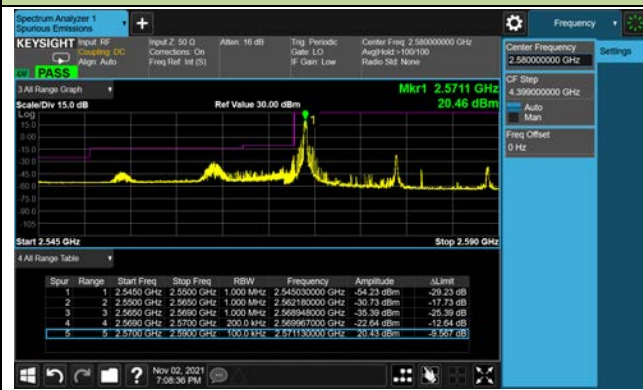 Spectrum Analyzer 1
Spurious Emissions
Frequency
KEYSIGHT
Input: RF
Coupling: DC
Align: Auto
Input Z: 50 Ω
Corrections: On
Freq Ref: Int (S)
Atten: 16 dB
Trig: Periodic
Gate: LO
IF Gain: Low
Center Freq: 2.580000000 GHz
Avg|Hold:>100/100
Radio Std: None
PASS
Center Frequency
2.580000000 GHz
Settings
CF Step
4.399000000 GHz
Auto
Man
Freq Offset
0 Hz
3 All Range Graph
Mkr1 2.5711 GHz
20.46 dBm
Scale/Div 15.0 dB
Ref Value 30.00 dBm
Log
15.0
0.00
-15.0
-30.0
-45.0
-60.0
-75.0
-90.0
-105
1
Start 2.545 GHz
Stop 2.590 GHz
4 All Range Table
Spur Range Start Freq Stop Freq RBW Frequency Amplitude ΔLimit
1 1 2.5450 GHz 2.5500 GHz 1.000 MHz 2.545030000 GHz -54.23 dBm -29.23 dB
2 2 2.5500 GHz 2.5650 GHz 1.000 MHz 2.562180000 GHz -30.73 dBm -17.73 dB
3 3 2.5650 GHz 2.5690 GHz 1.000 MHz 2.568948000 GHz -35.39 dBm -25.39 dB
4 4 2.5690 GHz 2.5700 GHz 200.0 kHz 2.569967000 GHz -22.64 dBm -12.64 dB
5 5 2.5700 GHz 2.5900 GHz 100.0 kHz 2.571130000 GHz 20.43 dBm -9.567 dB
Nov 02, 2021
7:08:36 PM